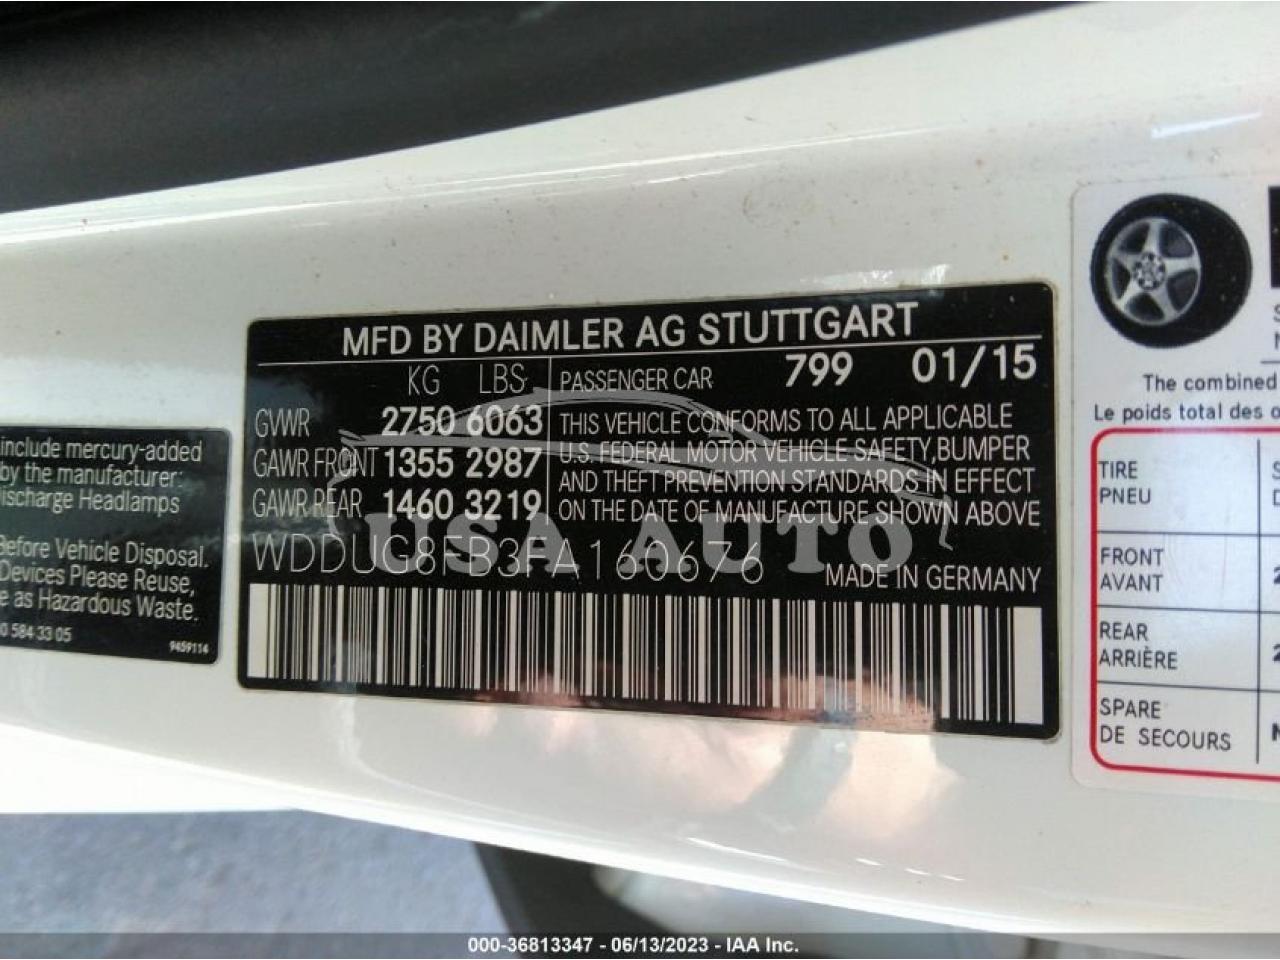 MFD BY DAIMLER AG STUTTGART
KG LBS PASSENGER CAR 799 01/15
GVWR 2750 6063 THIS VEHICLE CONFORMS TO ALL APPLICABLE
GAWR FRONT 1355 2987 U.S. FEDERAL MOTOR VEHICLE SAFETY, BUMPER
GAWR REAR 1460 3219 AND THEFT PREVENTION STANDARDS IN EFFECT
ON THE DATE OF MANUFACTURE SHOWN ABOVE
WDDUG8FB3FA160676 MADE IN GERMANY
USA AUTO
include mercury-added
by the manufacturer:
Discharge Headlamps
Before Vehicle Disposal.
Devices Please Reuse,
e as Hazardous Waste.
0 584 33 05
9459114
The combined
Le poids total des
TIRE
PNEU
FRONT
AVANT
REAR
ARRIÈRE
SPARE
DE SECOURS
000-36813347 - 06/13/2023 - IAA Inc.